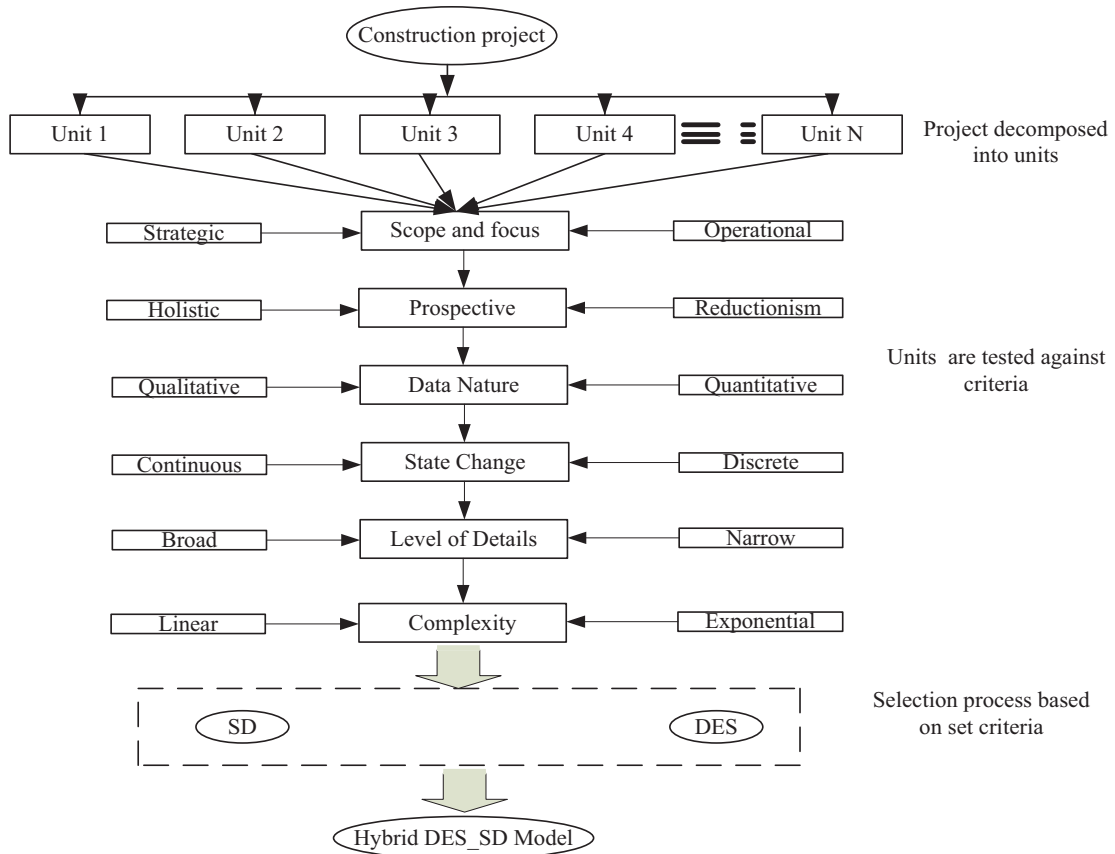 Construction project
Unit 1
Unit 2
Unit 3
Unit 4
Unit N
Project decomposed
into units
Strategic
Scope and focus
Operational
Holistic
Prospective
Reductionism
Units are tested against
criteria
Qualitative
Data Nature
Quantitative
Continuous
State Change
Discrete
Broad
Level of Details
Narrow
Linear
Complexity
Exponential
Selection process based
on set criteria
SD
DES
Hybrid DES_SD Model